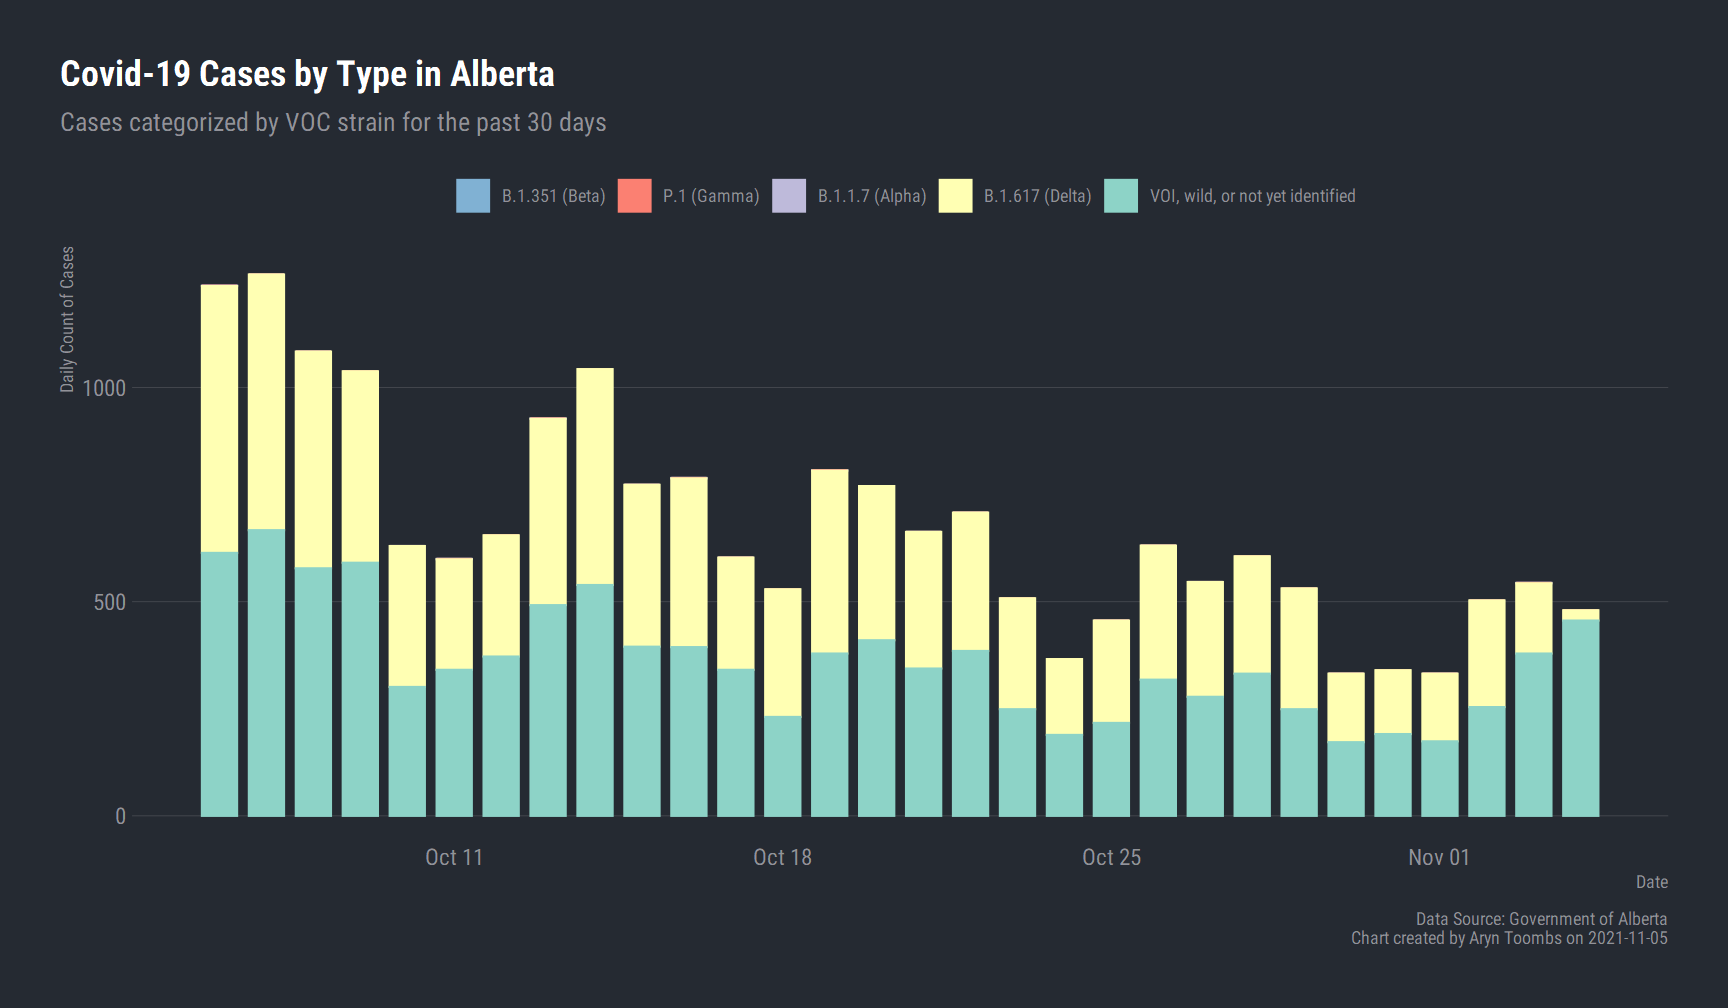 Covid-19 Cases by Type in Alberta
Cases categorized by VOC strain for the past 30 days
B.1.351 (Beta) P.1 (Gamma) B.1.1.7 (Alpha) B.1.617 (Delta) VOI, wild, or not yet identified
Daily Count of Cases
1000
500
0
Oct 11 Oct 18 Oct 25 Nov 01
Date
Data Source: Government of Alberta
Chart created by Aryn Toombs on 2021-11-05